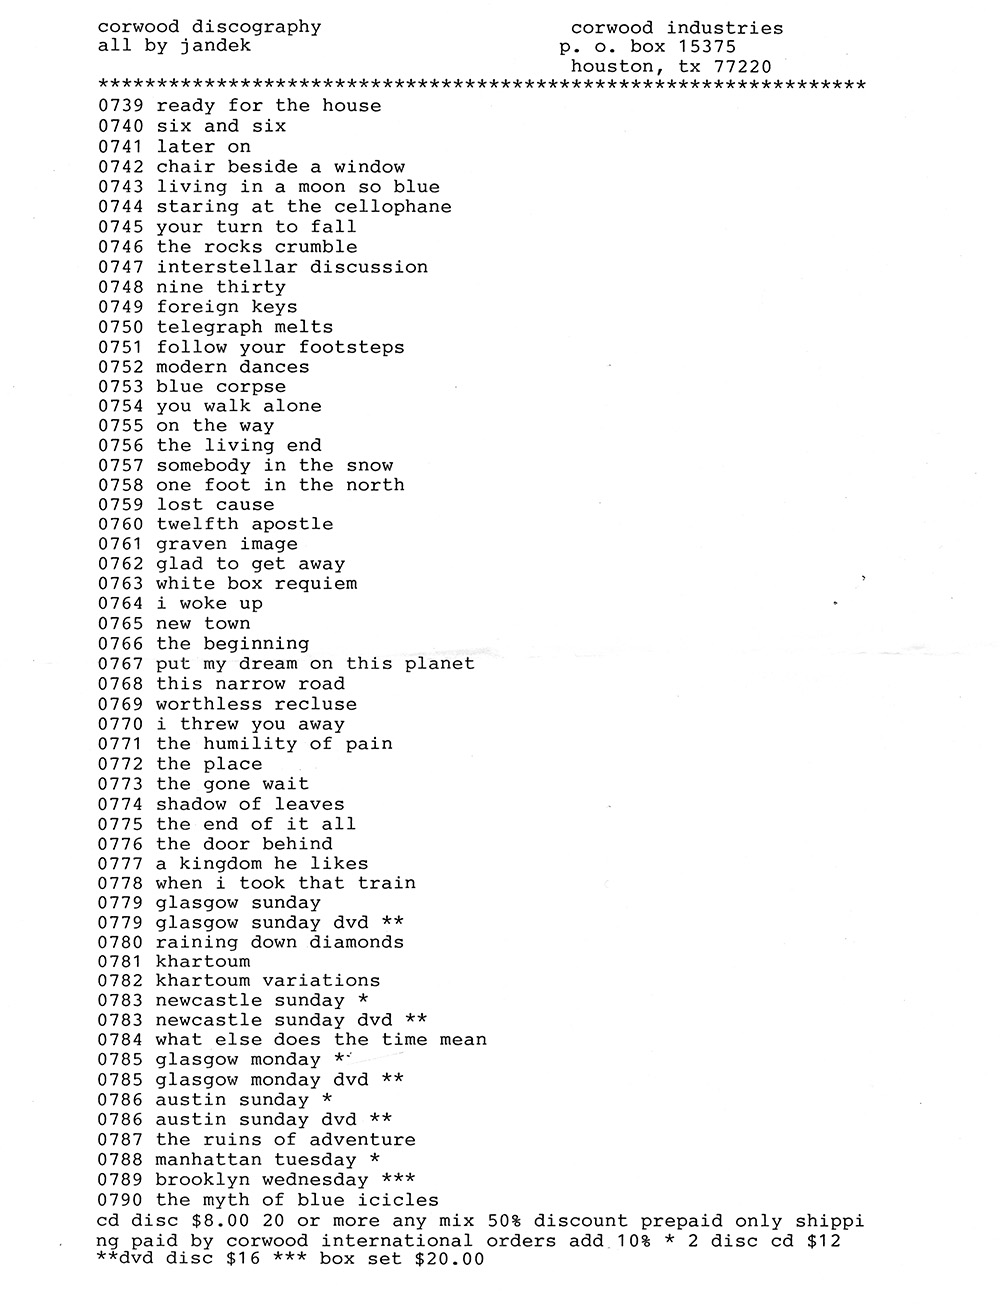 corwood discography corwood industries
all by jandek p. o. box 15375
houston, tx 77220
*****************************************************************
0739 ready for the house
0740 six and six
0741 later on
0742 chair beside a window
0743 living in a moon so blue
0744 staring at the cellophane
0745 your turn to fall
0746 the rocks crumble
0747 interstellar discussion
0748 nine thirty
0749 foreign keys
0750 telegraph melts
0751 follow your footsteps
0752 modern dances
0753 blue corpse
0754 you walk alone
0755 on the way
0756 the living end
0757 somebody in the snow
0758 one foot in the north
0759 lost cause
0760 twelfth apostle
0761 graven image
0762 glad to get away
0763 white box requiem
0764 i woke up
0765 new town
0766 the beginning
0767 put my dream on this planet
0768 this narrow road
0769 worthless recluse
0770 i threw you away
0771 the humility of pain
0772 the place
0773 the gone wait
0774 shadow of leaves
0775 the end of it all
0776 the door behind
0777 a kingdom he likes
0778 when i took that train
0779 glasgow sunday
0779 glasgow sunday dvd **
0780 raining down diamonds
0781 khartoum
0782 khartoum variations
0783 newcastle sunday *
0783 newcastle sunday dvd **
0784 what else does the time mean
0785 glasgow monday *
0785 glasgow monday dvd **
0786 austin sunday *
0786 austin sunday dvd **
0787 the ruins of adventure
0788 manhattan tuesday *
0789 brooklyn wednesday ***
0790 the myth of blue icicles
cd disc $8.00 20 or more any mix 50% discount prepaid only shippi
ng paid by corwood international orders add 10% * 2 disc cd $12
**dvd disc $16 *** box set $20.00